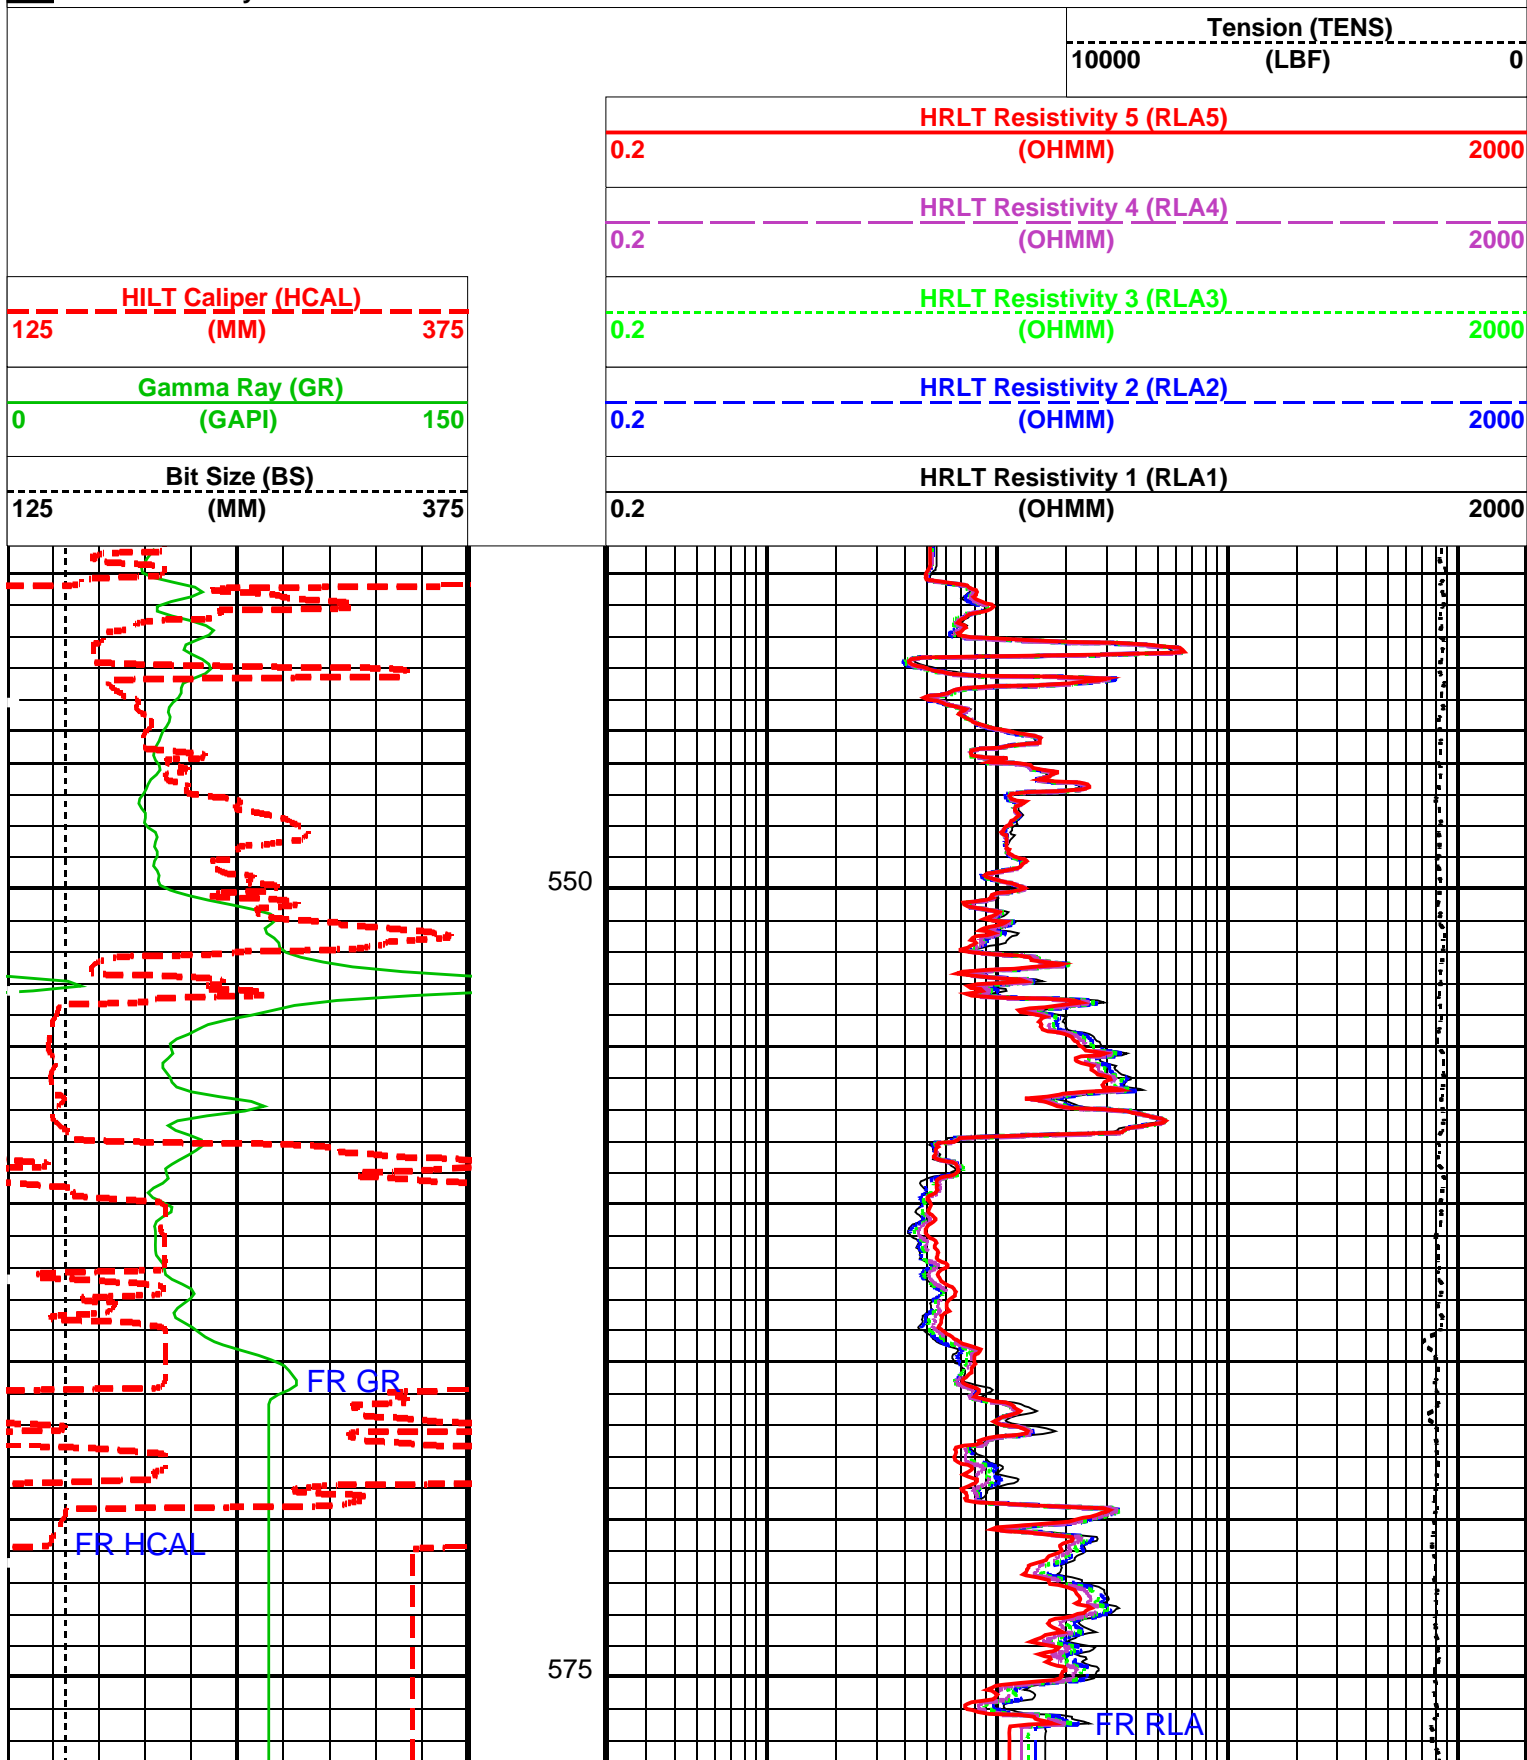 Tension (TENS)
10000 (LBF) 0
HRLT Resistivity 5 (RLA5)
0.2 (OHMM) 2000
HRLT Resistivity 4 (RLA4)
0.2 (OHMM) 2000
HILT Caliper (HCAL) HRLT Resistivity 3 (RLA3)
125 (MM) 375 0.2 (OHMM) 2000
Gamma Ray (GR) HRLT Resistivity 2 (RLA2)
0 (GAPI) 150 0.2 (OHMM) 2000
Bit Size (BS) HRLT Resistivity 1 (RLA1)
125 (MM) 375 0.2 (OHMM) 2000
550
FR GR
FR HCAL
575
FR RLA